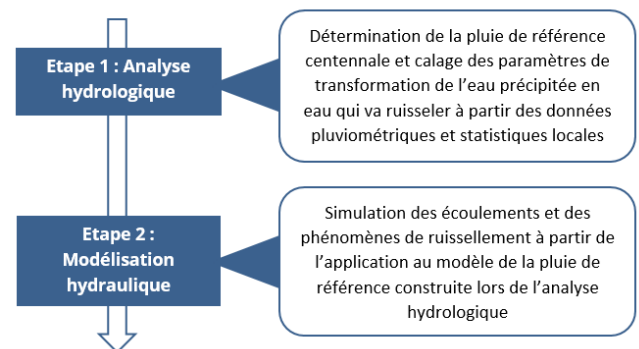 Etape 1 : Analyse
hydrologique
Détermination de la pluie de référence
centennale et calage des paramètres de
transformation de l'eau précipitée en
eau qui va ruisseler à partir des données
pluviométriques et statistiques locales
Etape 2 :
Modélisation
hydraulique
Simulation des écoulements et des
phénomènes de ruissellement à partir de
l'application au modèle de la pluie de
référence construite lors de l'analyse
hydrologique